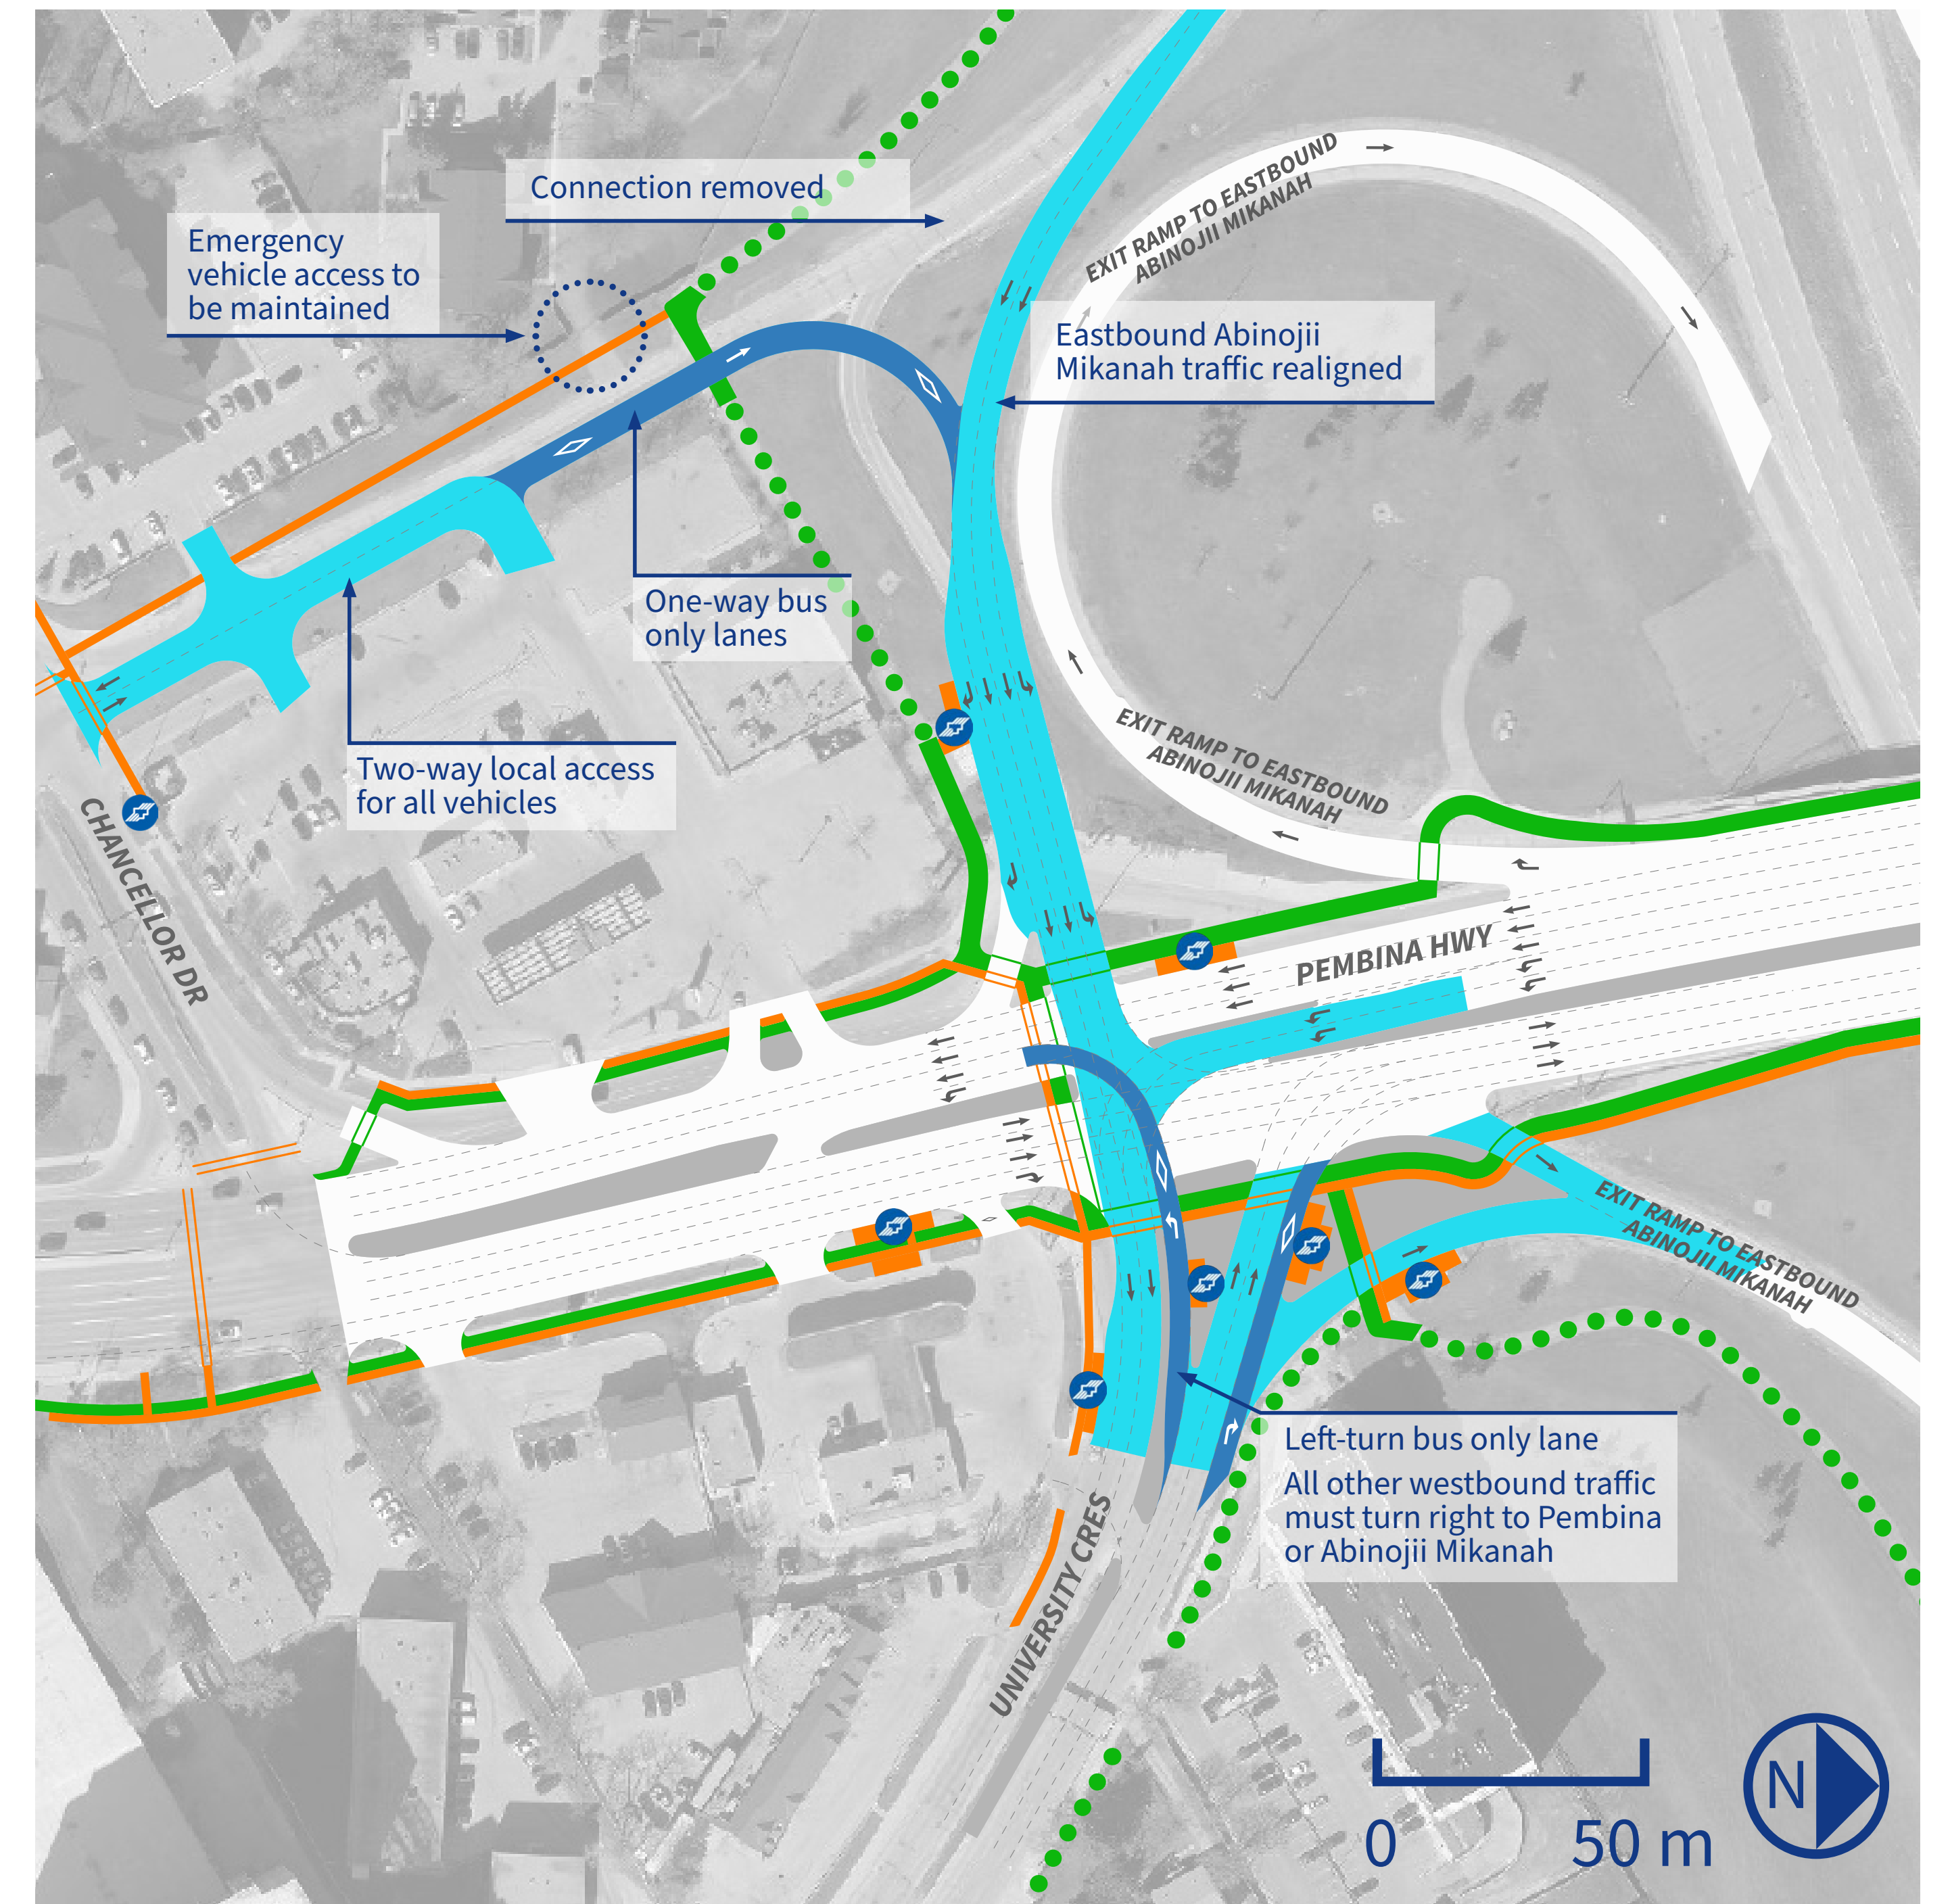 Connection removed
Emergency
vehicle access to
be maintained
EXIT RAMP TO EASTBOUND
ABINOJII MIKANAH
Eastbound Abinojii
Mikanah traffic realigned
One-way bus
only lanes
Two-way local access
for all vehicles
EXIT RAMP TO EASTBOUND
ABINOJII MIKANAH
CHANCELLOR DR
PEMBINA HWY
EXIT RAMP TO EASTBOUND
ABINOJII MIKANAH
Left-turn bus only lane
All other westbound traffic
must turn right to Pembina
or Abinojii Mikanah
UNIVERSITY CRES
0 50 m
N